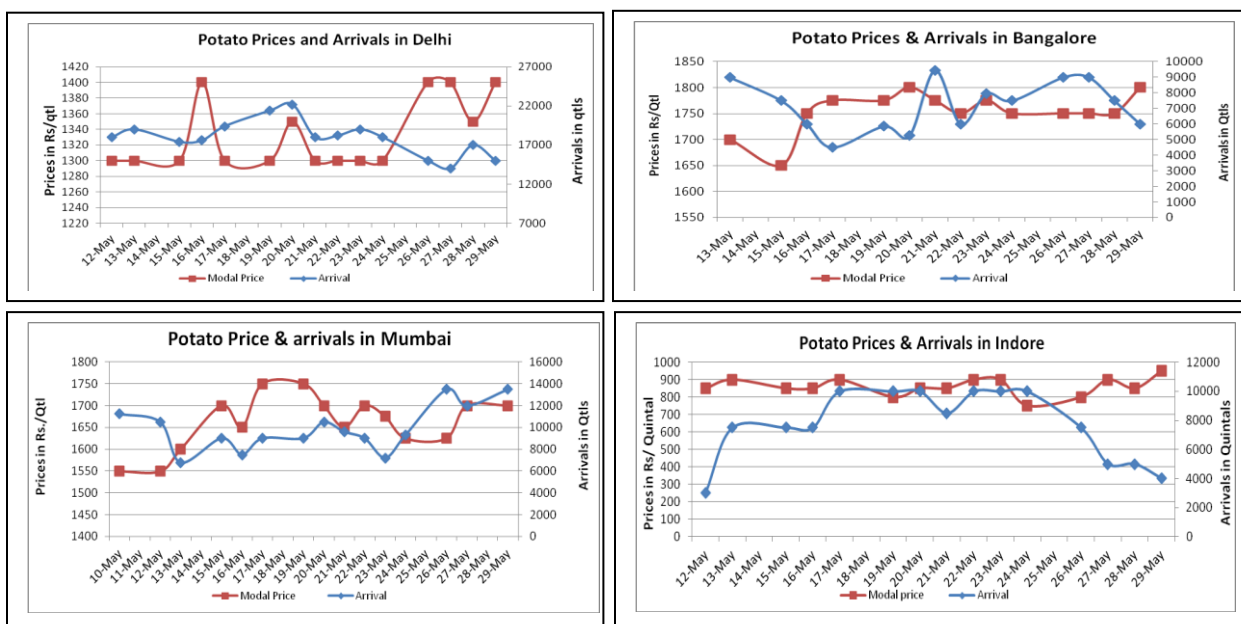 Potato Prices and Arrivals in Delhi
Prices in Rs/qtl
1420
1400
1380
1360
1340
1320
1300
1280
1260
1240
1220
27000
22000
17000
12000
7000
Arrivals in qtls
12-May
13-May
14-May
15-May
16-May
17-May
18-May
19-May
20-May
21-May
22-May
23-May
24-May
25-May
26-May
27-May
28-May
29-May
Modal Price
Arrival
Potato Prices & Arrivals in Bangalore
Prices in Rs/Qtl
1850
1800
1750
1700
1650
1600
1550
10000
9000
8000
7000
6000
5000
4000
3000
2000
1000
0
Arrivals in Qtls
13-May
14-May
15-May
16-May
17-May
18-May
19-May
20-May
21-May
22-May
23-May
24-May
25-May
26-May
27-May
28-May
29-May
Modal Price
Arrival
Potato Price & arrivals in Mumbai
Prices in Rs./Qtl
1800
1750
1700
1650
1600
1550
1500
1450
1400
16000
14000
12000
10000
8000
6000
4000
2000
0
Arrivals in Qtls
10-May
11-May
12-May
13-May
14-May
15-May
16-May
17-May
18-May
19-May
20-May
21-May
22-May
23-May
24-May
25-May
26-May
27-May
28-May
29-May
Modal Price
Arrival
Potato Prices & Arrivals in Indore
Prices in Rs/ Quintal
1000
900
800
700
600
500
400
300
200
100
0
12000
10000
8000
6000
4000
2000
0
Arrivals in Quintals
12-May
13-May
14-May
15-May
16-May
17-May
18-May
19-May
20-May
21-May
22-May
23-May
24-May
25-May
26-May
27-May
28-May
29-May
Modal price
Arrival